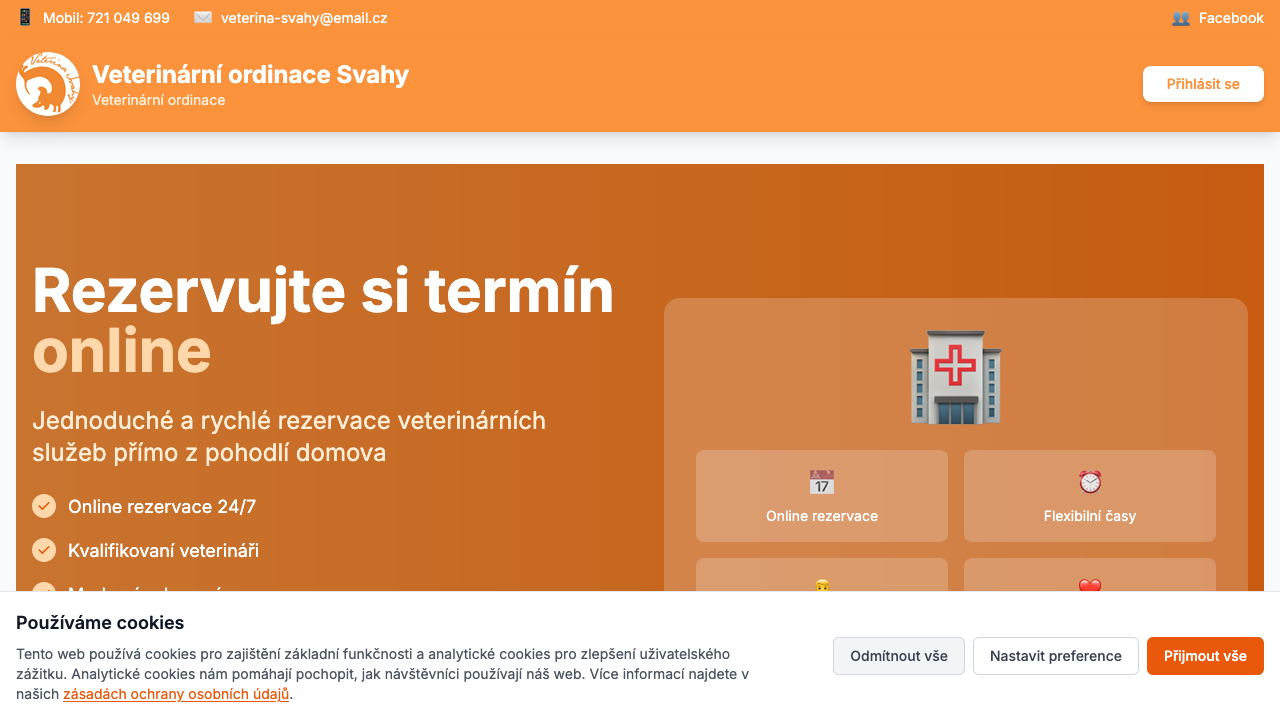 Mobil: 721 049 699
veterina-svahy@email.cz
Facebook
Veterina Svahy
Veterinární ordinace Svahy
Veterinární ordinace
Přihlásit se
Rezervujte si termín
online
Jednoduché a rychlé rezervace veterinárních
služeb přímo z pohodlí domova
Online rezervace 24/7
Kvalifikovaní veterináři
17
Online rezervace
Flexibilní časy
Používáme cookies
Tento web používá cookies pro zajištění základní funkčnosti a analytické cookies pro zlepšení uživatelského
zážitku. Analytické cookies nám pomáhají pochopit, jak návštěvníci používají náš web. Více informací najdete v
našich zásadách ochrany osobních údajů.
Odmítnout vše
Nastavit preference
Přijmout vše